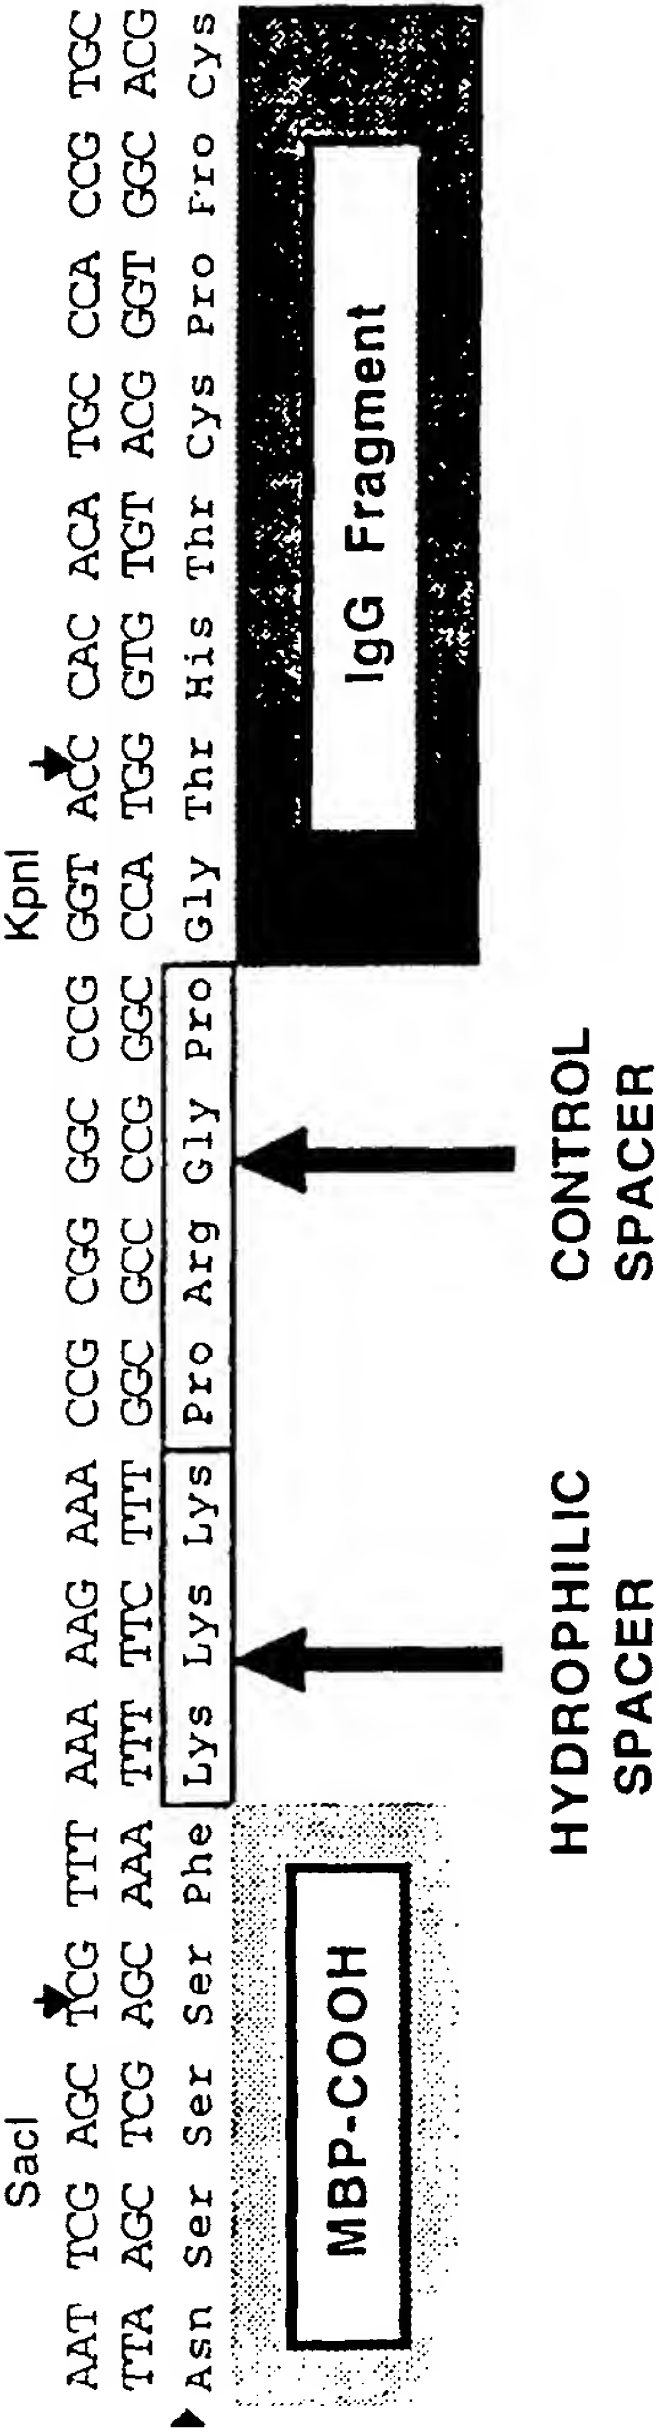 SacI KpnI
AAT TCG AGC TCG TTT AAA AAG AAA CCG CGG GGC CCG GGT ACC CAC ACA TGC CCA CCG TGC
TTA AGC TCG AGC AAA TTT TTC TTT GGC GCC CCG GGC CCA TGG GTG TGT ACG GGT GGC ACG
Asn Ser Ser Ser Phe Lys Lys Lys Pro Arg Gly Pro Gly Thr His Thr Cys Pro Fro Cys
MBP-COOH IgG Fragment
HYDROPHILIC
SPACER
CONTROL
SPACER